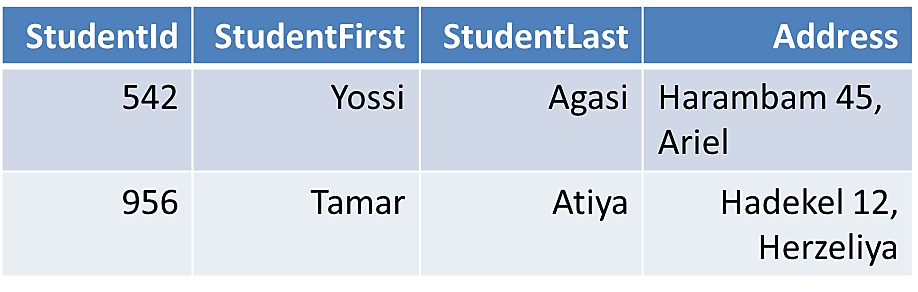 StudentId StudentFirst StudentLast Address
542 Yossi Agasi Harambam 45,
Ariel
956 Tamar Atiya Hadekel 12,
Herzeliya